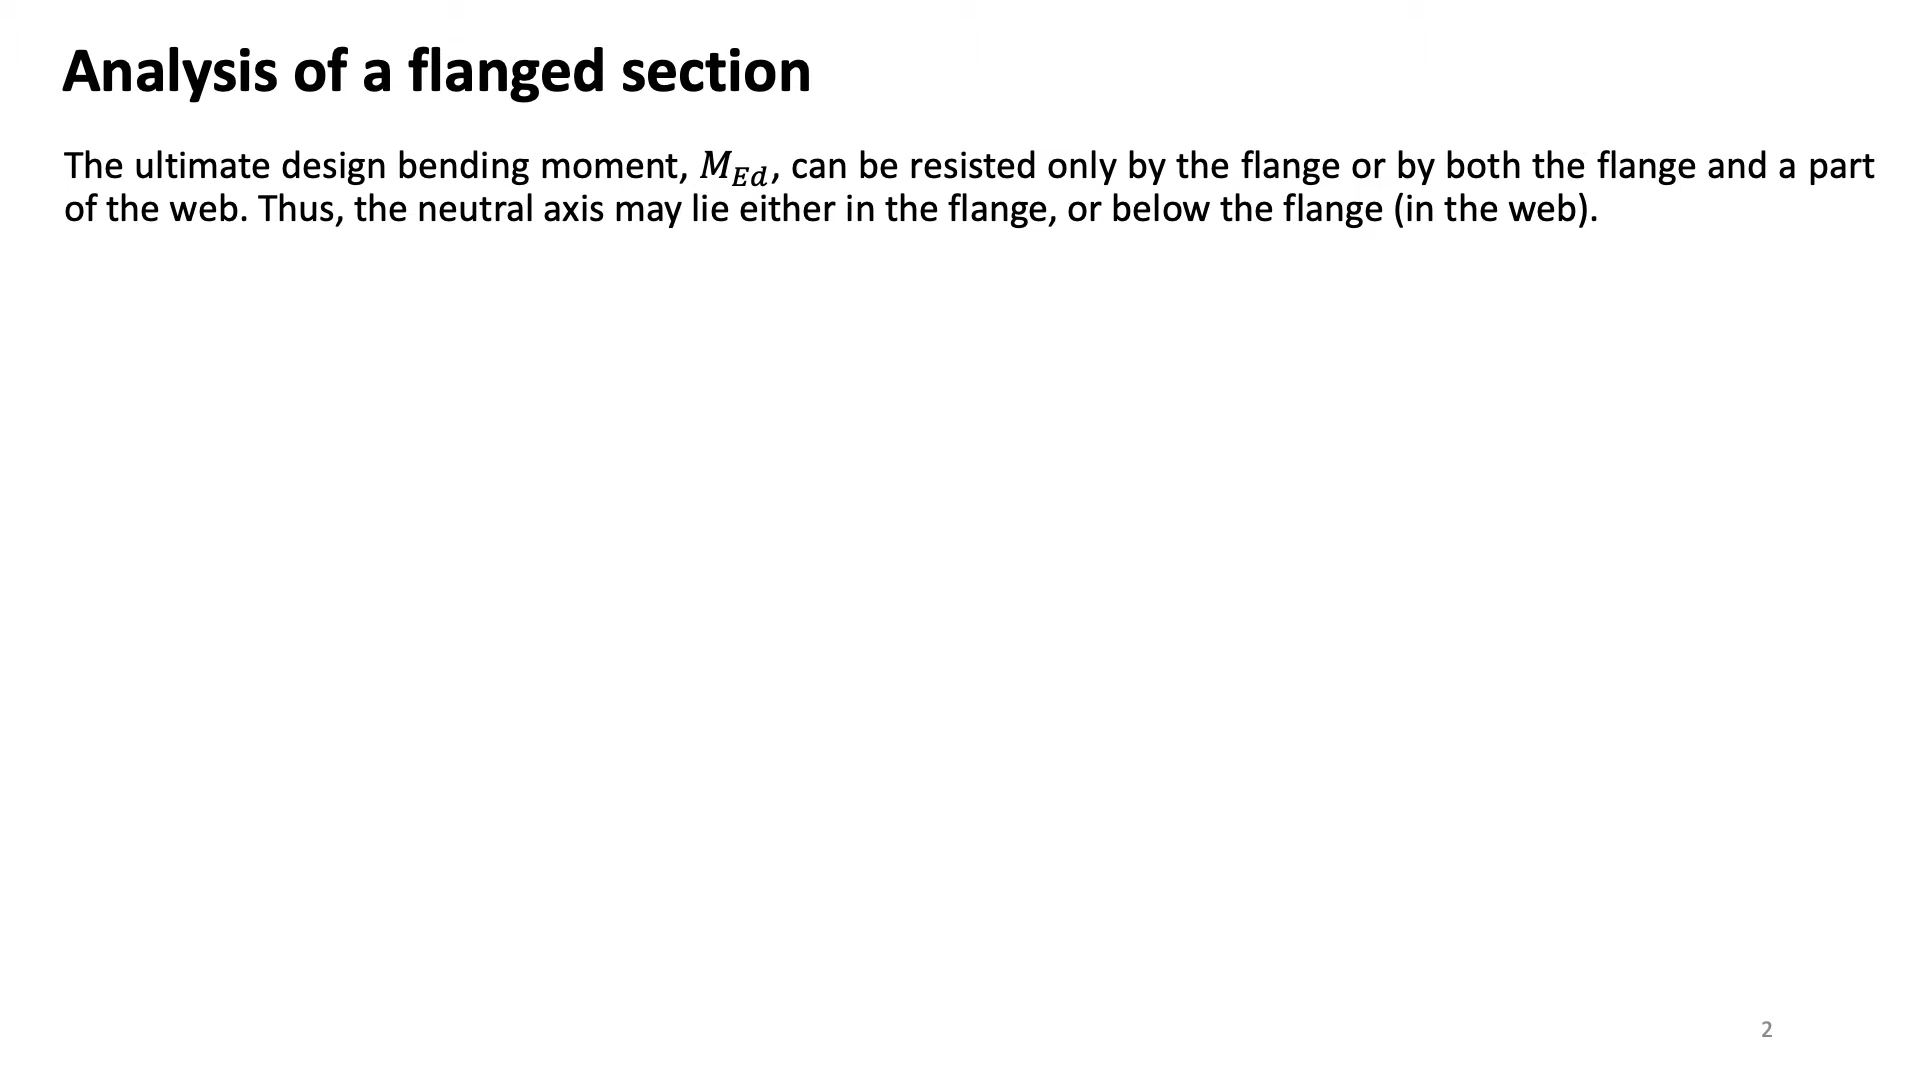 Analysis of a flanged section
The ultimate design bending moment, M_{Ed}, can be resisted only by the flange or by both the flange and a part
of the web. Thus, the neutral axis may lie either in the flange, or below the flange (in the web).
2